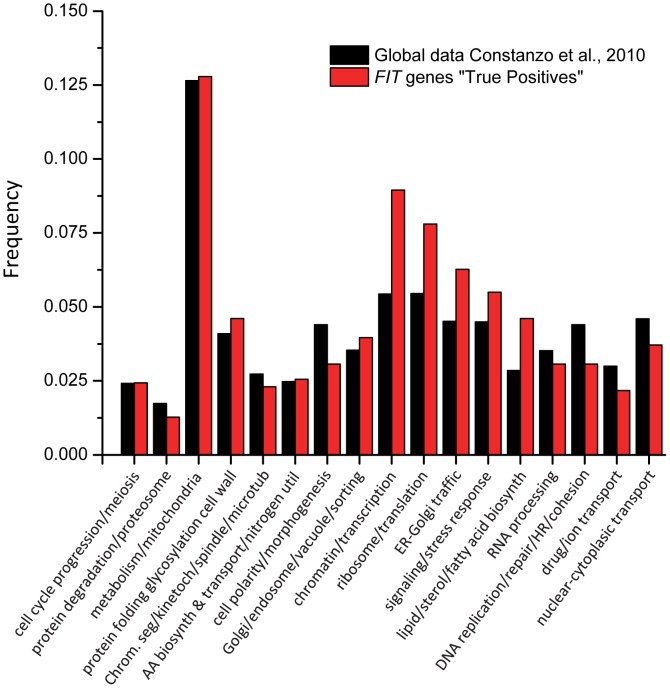 0.150
0.125
0.100
0.075
0.050
0.025
0.000
Frequency
Global data Constanzo et al., 2010
FIT genes "True Positives"
cell cycle progression/meiosis
protein degradation/proteosome
metabolism/mitochondria
protein folding glycosylation cell wall
Chrom. seg/kinetoch/spindle/microtub
AA biosynth & transport/nitrogen util
cell polarity/morphogenesis
Golgi/endosome/vacuole/sorting
chromatin/transcription
ribosome/translation
ER-Golgi traffic
signaling/stress response
lipid/sterol/fatty acid biosynth
RNA processing
DNA replication/repair/HR/cohesion
drug/ion transport
nuclear-cytoplasmic transport